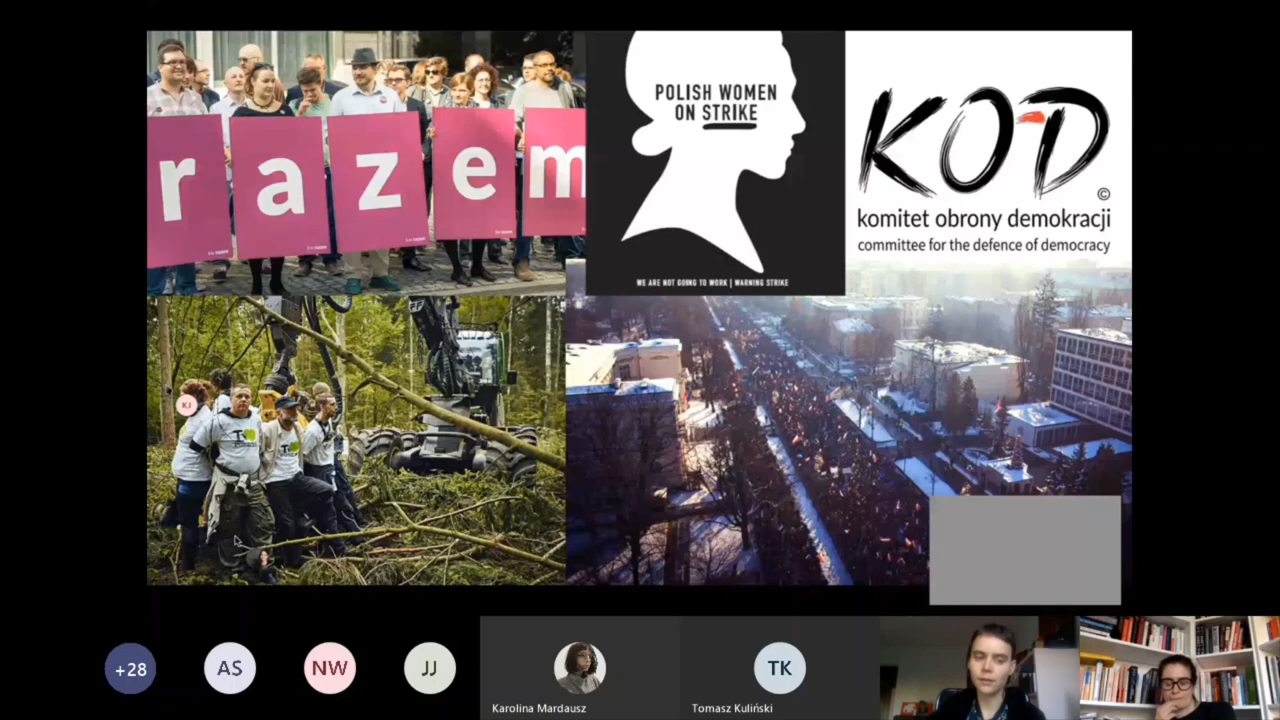 razem
POLISH WOMEN
ON STRIKE
WE ARE NOT GOING TO WORK | WARNING STRIKE
KOD
©
komitet obrony demokracji
committee for the defence of democracy
KJ
+28
AS
NW
JJ
TK
Karolina Mardausz
Tomasz Kuliński